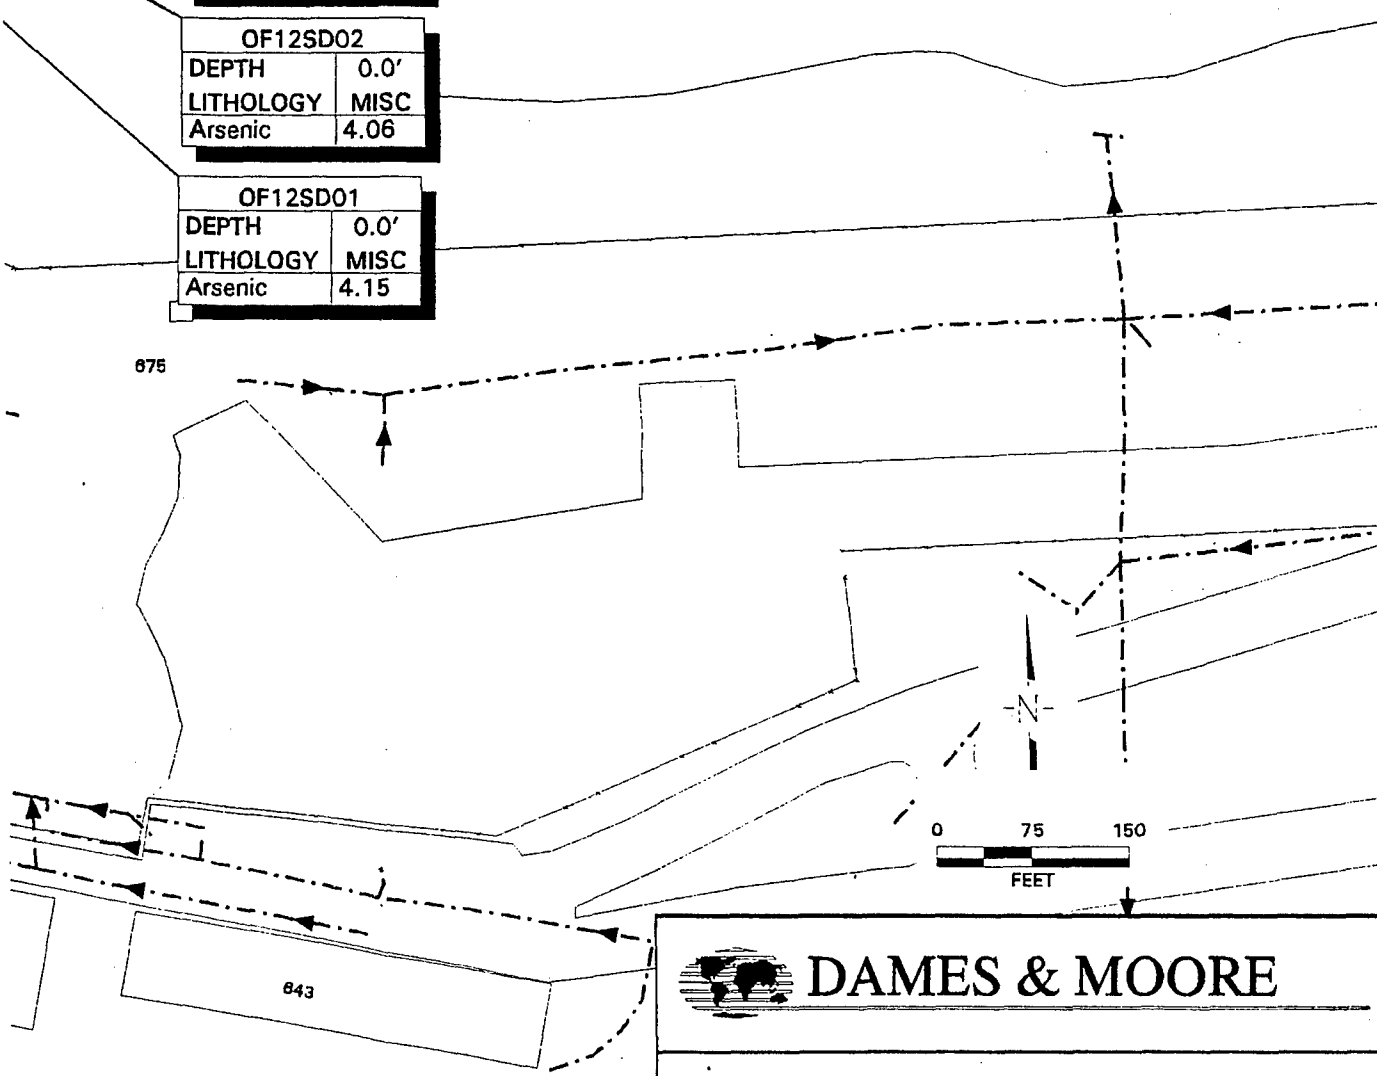 OF12SD02
DEPTH 0.0'
LITHOLOGY MISC
Arsenic 4.06
OF12SD01
DEPTH 0.0'
LITHOLOGY MISC
Arsenic 4.15
675
N
0 75 150
FEET
643
DAMES & MOORE